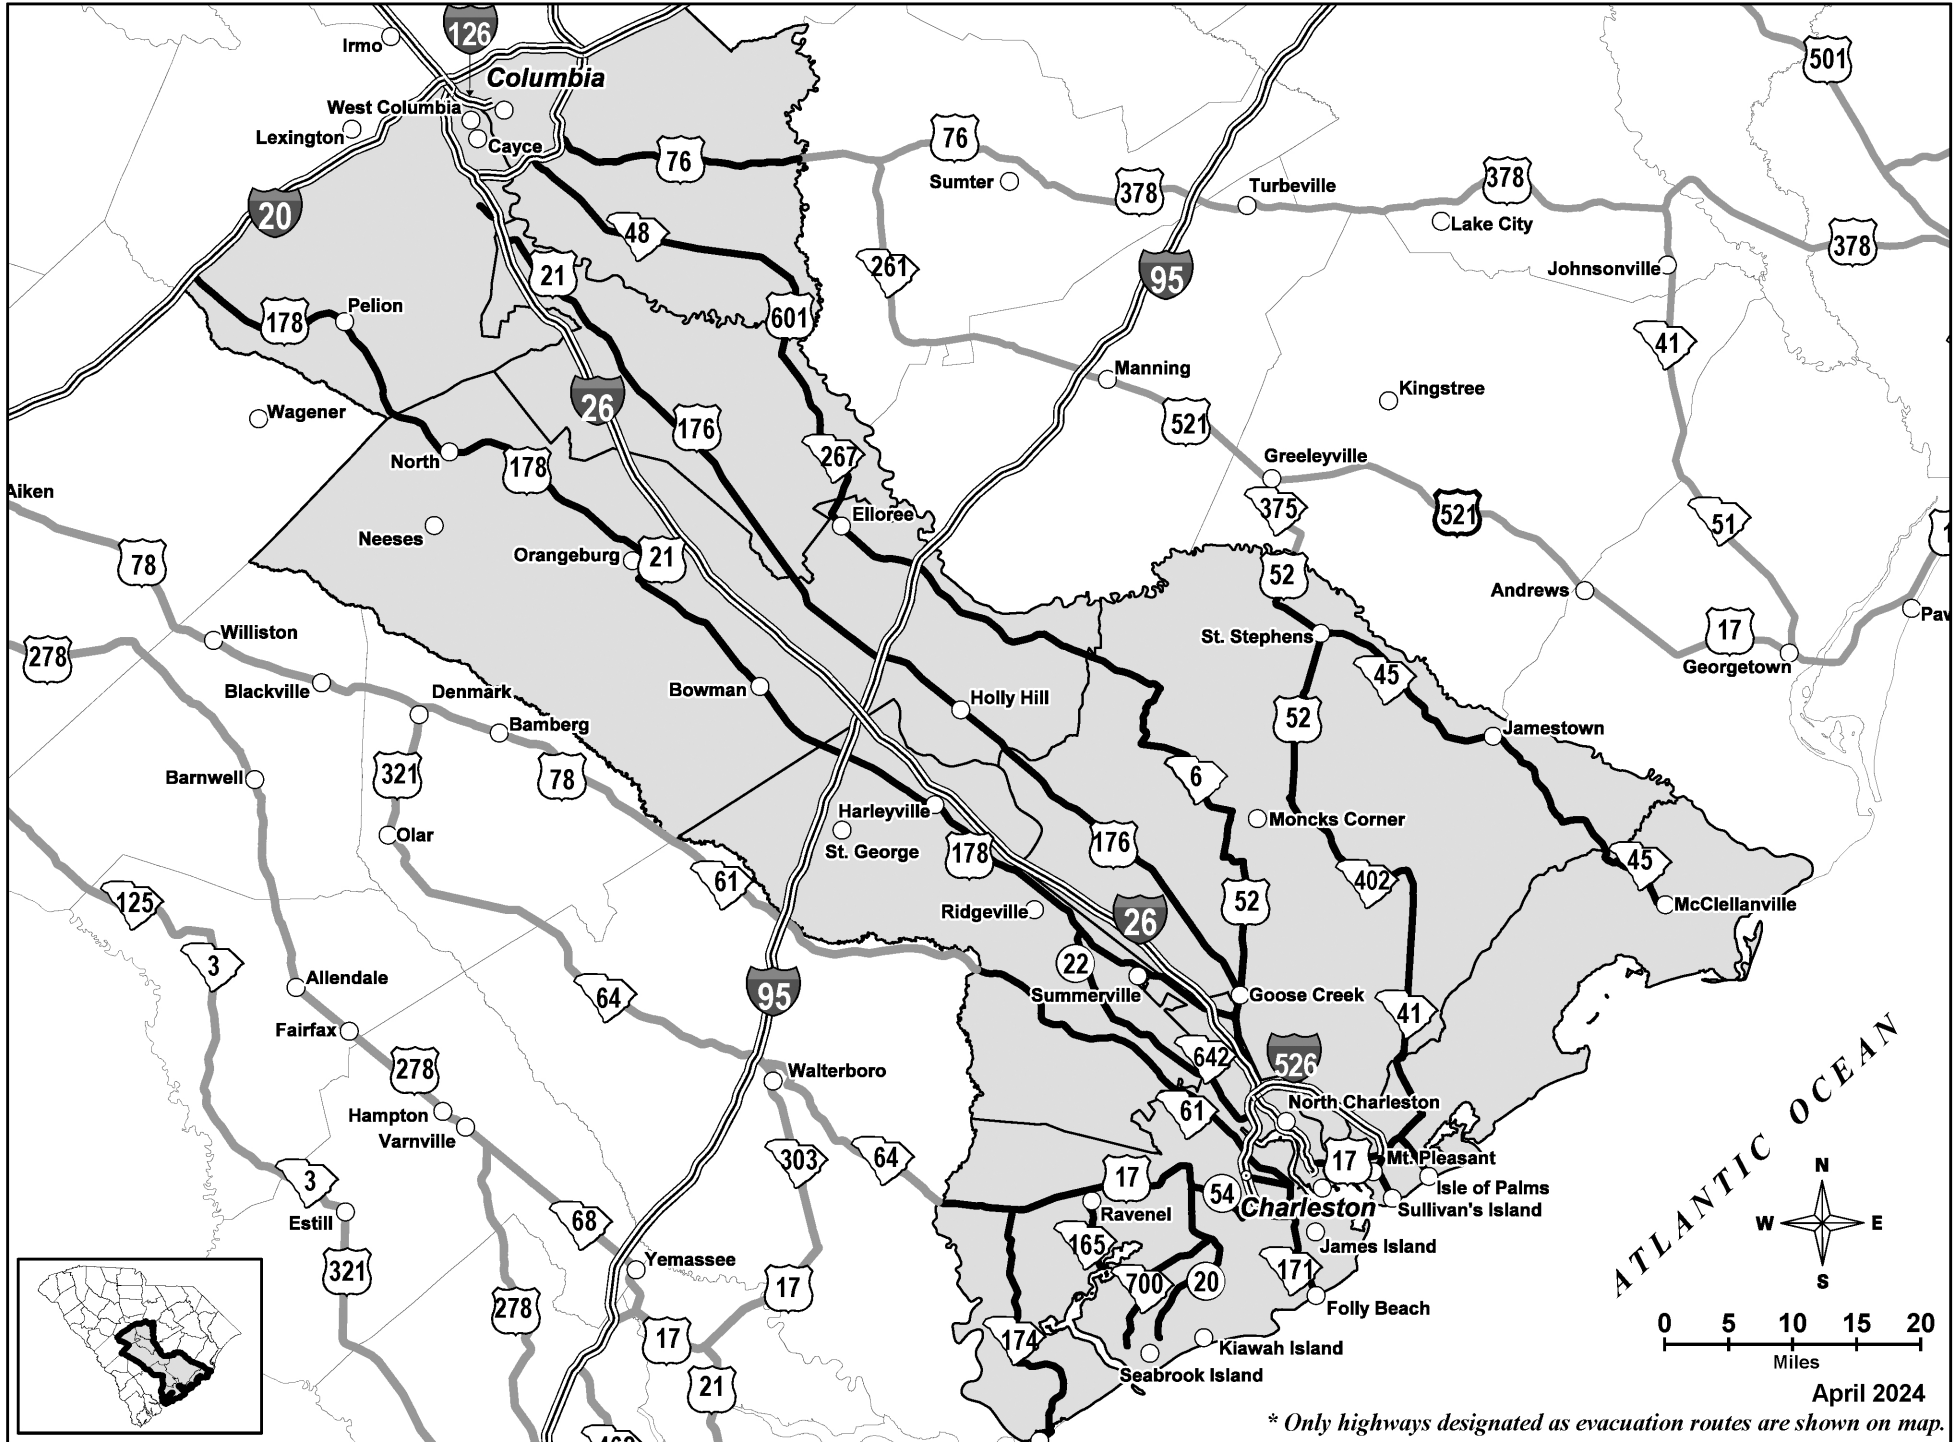 126
Irmo
Columbia
501
West Columbia
Lexington
Cayce
76
76
Sumter
378
Turbeville
378
Lake City
378
20
48
261
21
95
Johnsonville
178
Pelion
601
41
Manning
Kingstree
Wagener
26
176
521
North
178
267
Greeleyville
Aiken
375
521
51
Elloree
Neeses
Orangeburg
21
78
52
Andrews
Williston
St. Stephens
17
Georgetown
278
45
Blackville
Denmark
Bowman
Holly Hill
Bamberg
52
Jamestown
321
78
6
Barnwell
Harleyville
Moncks Corner
Olar
St. George
178
176
45
61
402
125
Ridgeville
26
52
McClellanville
3
22
Allendale
64
95
Summerville
Goose Creek
41
Fairfax
278
642
526
Walterboro
Hampton
Varnville
61
North Charleston
ATLANTIC OCEAN
3
303
64
17
17
Mt. Pleasant
N
W
E
S
Estill
68
Ravenel
54
Charleston
Isle of Palms
Sullivan's Island
165
James Island
321
Yemassee
171
278
17
700
20
Folly Beach
17
174
Kiawah Island
Seabrook Island
21
0 5 10 15 20
Miles
April 2024
* Only highways designated as evacuation routes are shown on map.